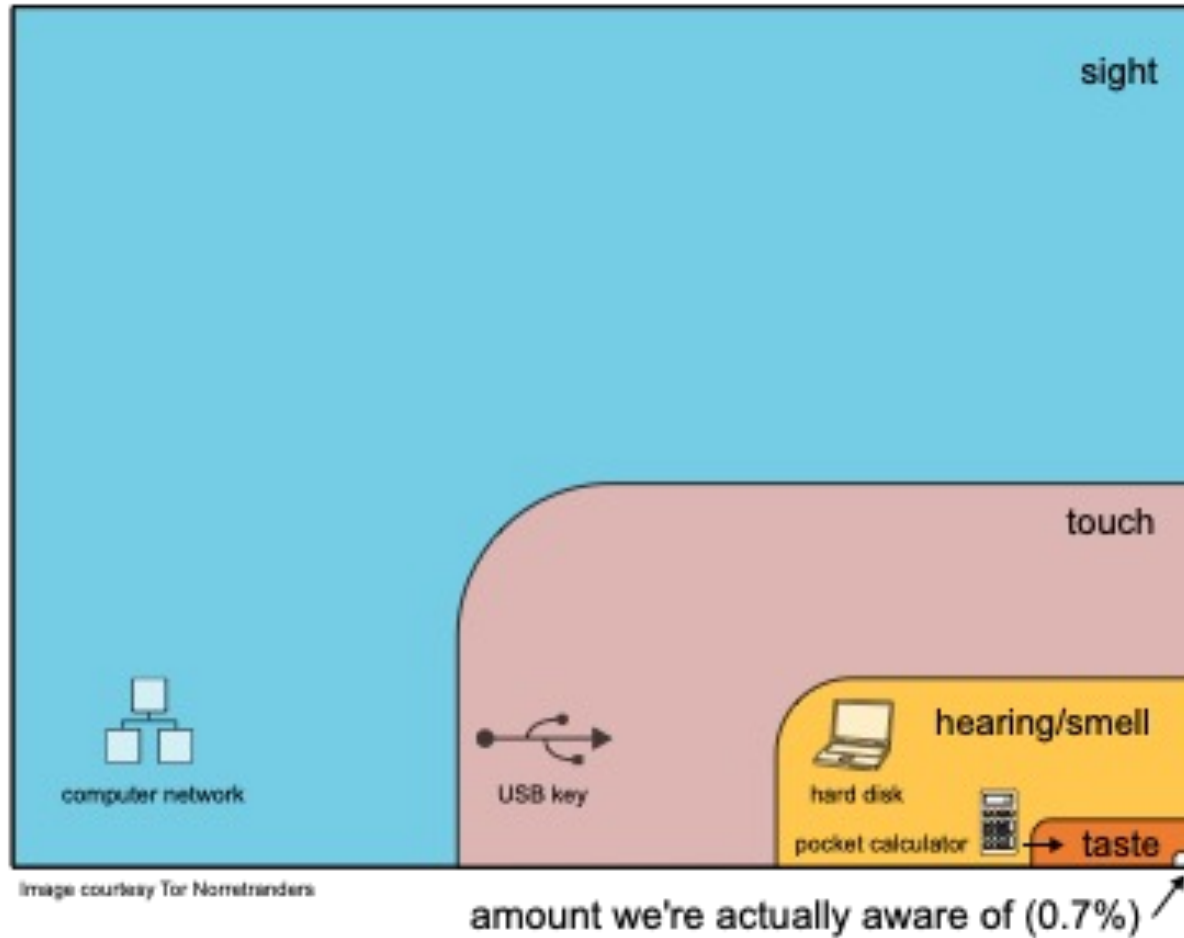 sight
touch
hearing/smell
computer network
USB key
hard disk
pocket calculator
taste
Image courtesy Tor Norretranders
amount we're actually aware of (0.7%)